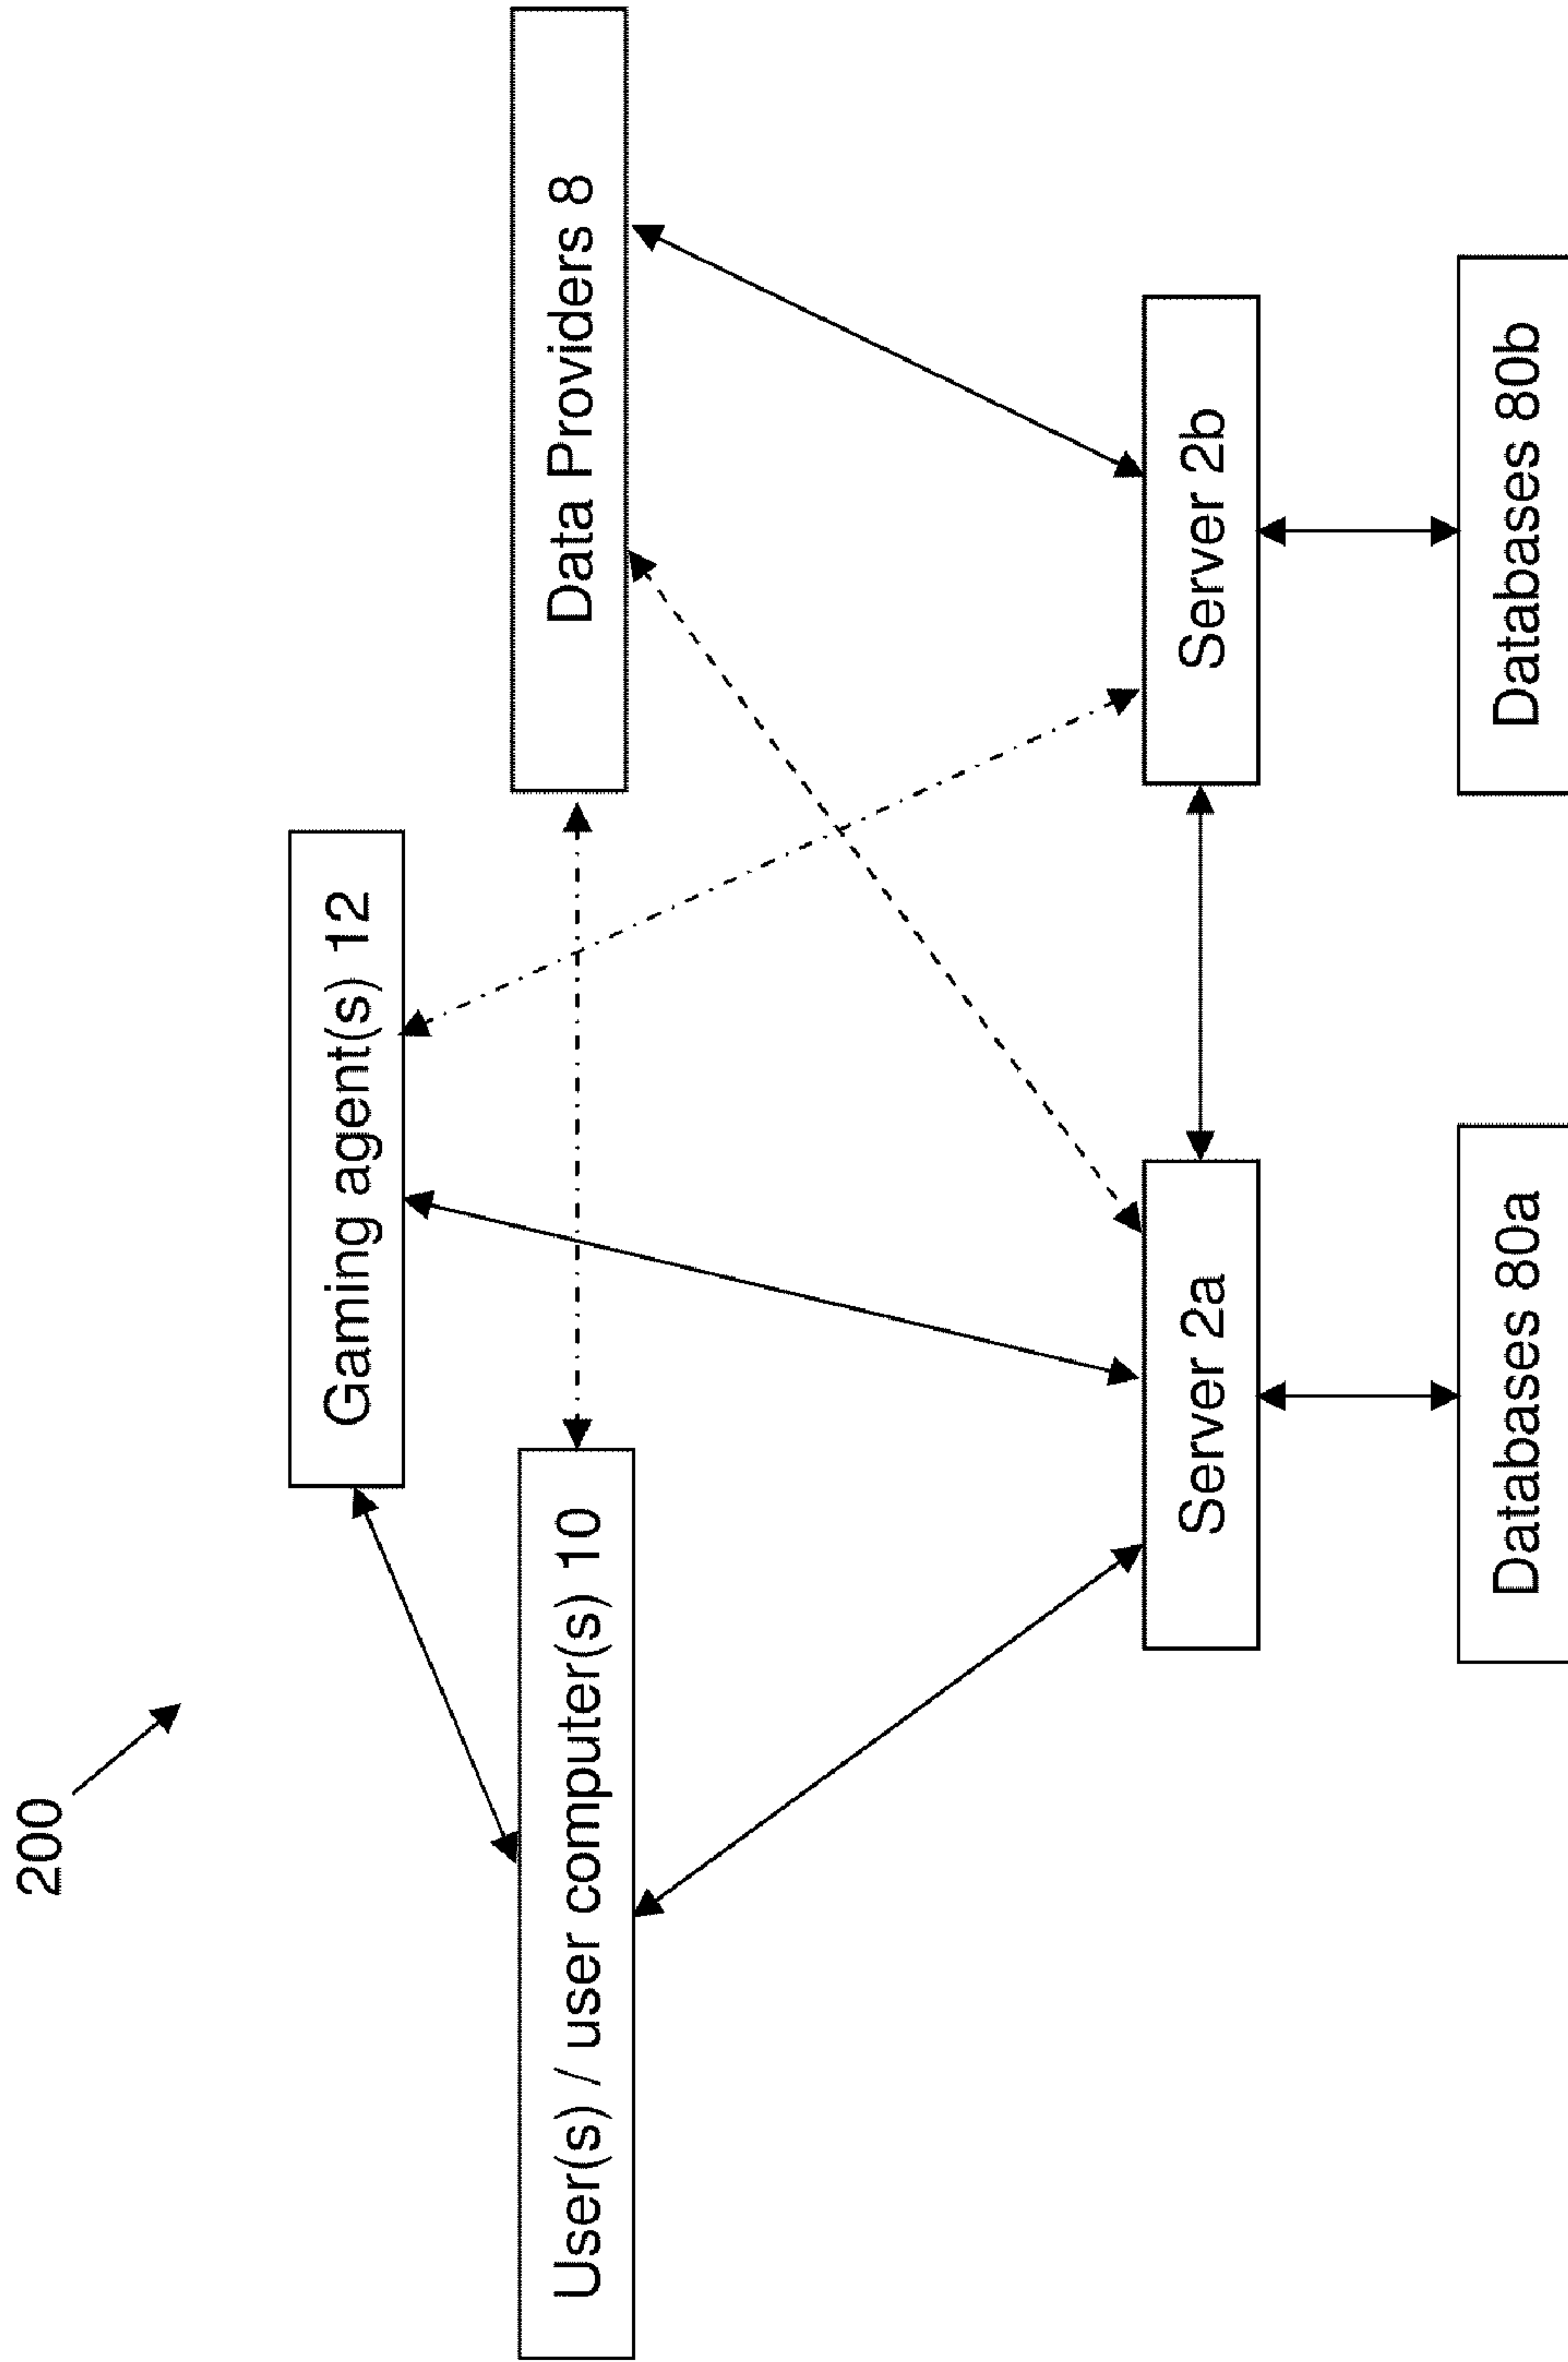 200
Gaming agent(s) 12
User(s) / user computer(s) 10
Data Providers 8
Server 2a
Server 2b
Databases 80a
Databases 80b